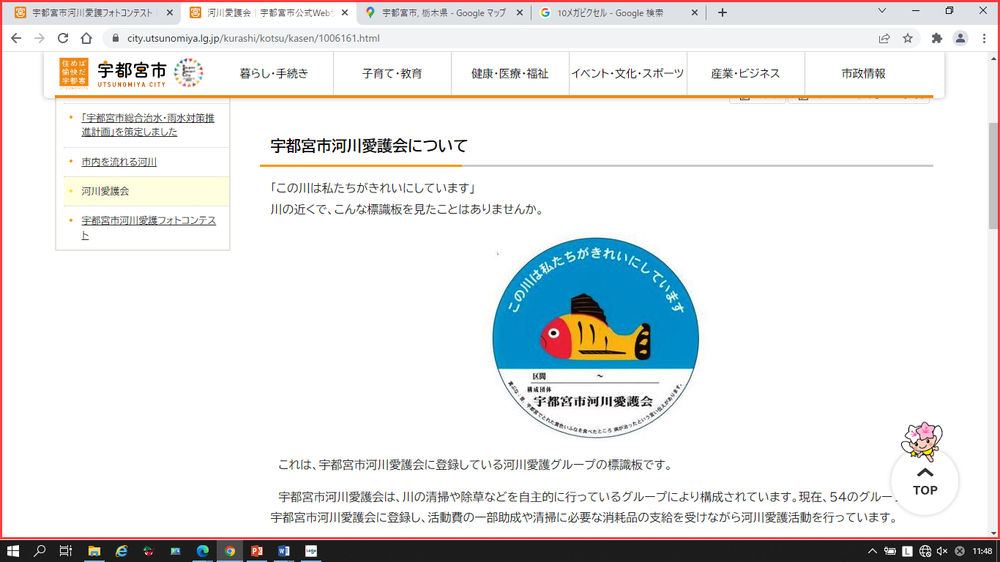 宇都宮市河川愛護フォトコンテスト
河川愛護会｜宇都宮市公式Webサ
宇都宮市, 栃木県 - Google マップ
10メガピクセル - Google 検索
city.utsunomiya.lg.jp/kurashi/kotsu/kasen/1006161.html
住めば
愉快だ
宇都宮
UTSUNOMIYA
宇都宮市
UTSUNOMIYA CITY
暮らし・手続き
子育て・教育
健康・医療・福祉
イベント・文化・スポーツ
産業・ビジネス
市政情報
「宇都宮市総合治水・雨水対策推
進計画」を策定しました
市内を流れる河川
河川愛護会
宇都宮市河川愛護フォトコンテス
ト
宇都宮市河川愛護会について
「この川は私たちがきれいにしています」
川の近くで、こんな標識板を見たことはありませんか。
この川は私たちがきれいにしています
区間 ～
構成団体
宇都宮市河川愛護会
宇都宮でとれた黄色いふなを食べたところ 病が治ったという言い伝えがあります。
これは、宇都宮市河川愛護会に登録している河川愛護グループの標識板です。
宇都宮市河川愛護会は、川の清掃や除草などを自主的に行っているグループにより構成されています。現在、54のグルー
宇都宮市河川愛護会に登録し、活動費の一部助成や清掃に必要な消耗品の支給を受けながら河川愛護活動を行っています。
TOP
L
11:48